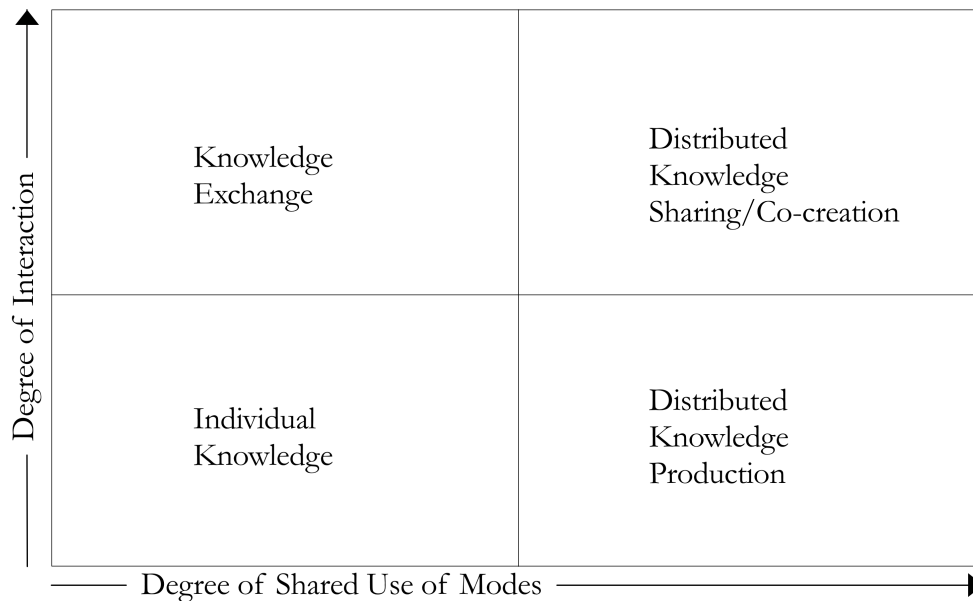 Knowledge
Exchange
Distributed
Knowledge
Sharing/Co-creation
Degree of Interaction
Individual
Knowledge
Distributed
Knowledge
Production
Degree of Shared Use of Modes